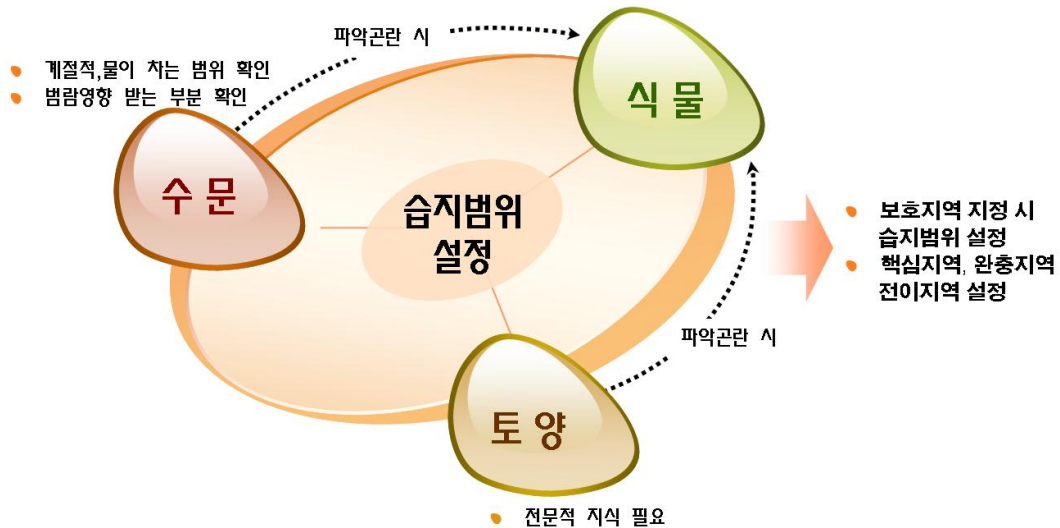 파악곤란 시
계절적,물이 차는 범위 확인
범람영향 받는 부분 확인
식 물
수 문
습지범위
설정
보호지역 지정 시
습지범위 설정
핵심지역, 완충지역
전이지역 설정
파악곤란 시
토 양
전문적 지식 필요